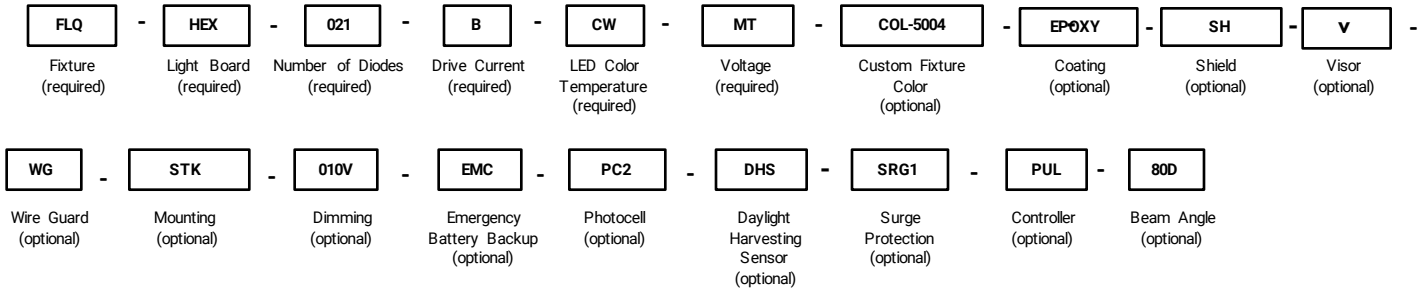 FLQ - HEX - 021 - B - CW - MT - COL-5004 - EPOXY - SH - V -
Fixture Light Board Number of Diodes Drive Current LED Color Voltage Custom Fixture Coating Shield Visor
(required) (required) (required) (required) Temperature (required) Color (optional) (optional) (optional)
(required) (optional)
WG - STK - 010V - EMC - PC2 - DHS - SRG1 - PUL - 80D
Wire Guard Mounting Dimming Emergency Photocell Daylight Surge Controller Beam Angle
(optional) (optional) (optional) Battery Backup (optional) Harvesting Protection (optional) (optional)
(optional) Sensor (optional)
(optional)